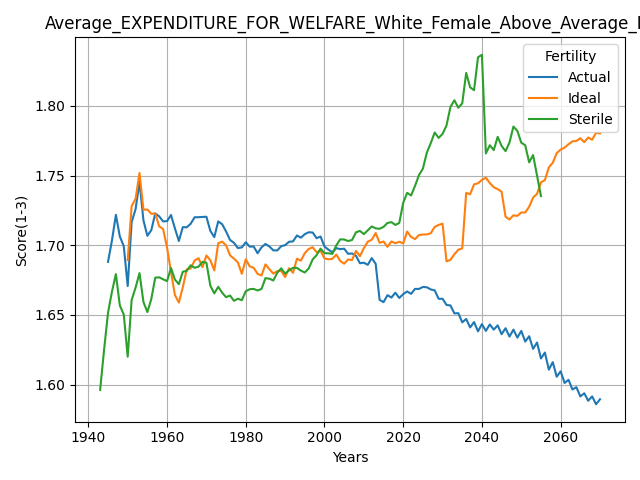 Average_EXPENDITURE_FOR_WELFARE_White_Female_Above_Average_I
Fertility
Actual
Ideal
Sterile
Score(1-3)
1.80
1.75
1.70
1.65
1.60
1940 1960 1980 2000 2020 2040 2060
Years